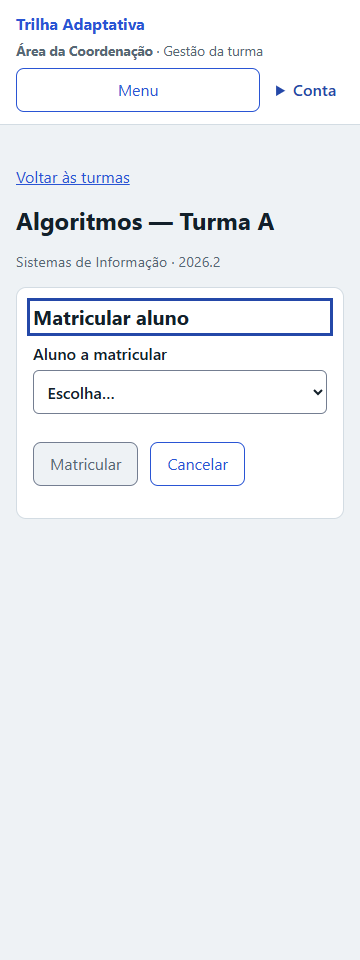 Trilha Adaptativa
Área da Coordenação · Gestão da turma
Menu
Conta
Voltar às turmas
Algoritmos — Turma A
Sistemas de Informação · 2026.2
Matricular aluno
Aluno a matricular
Escolha...
Matricular
Cancelar